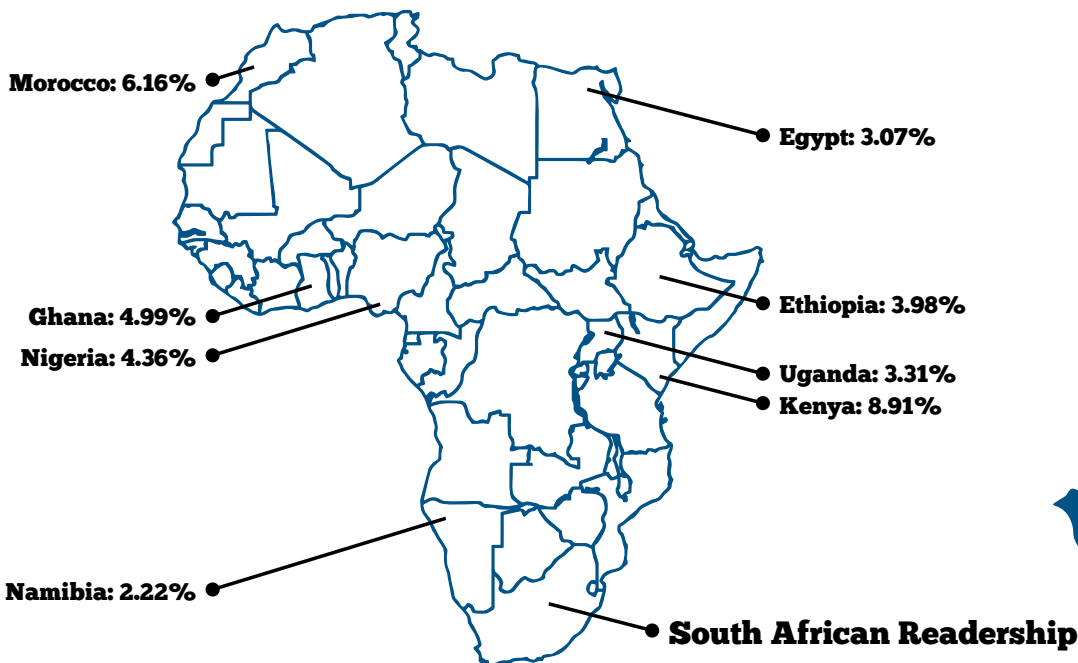 Morocco: 6.16%
Egypt: 3.07%
Ethiopia: 3.98%
Ghana: 4.99%
Nigeria: 4.36%
Uganda: 3.31%
Kenya: 8.91%
Namibia: 2.22%
South African Readership